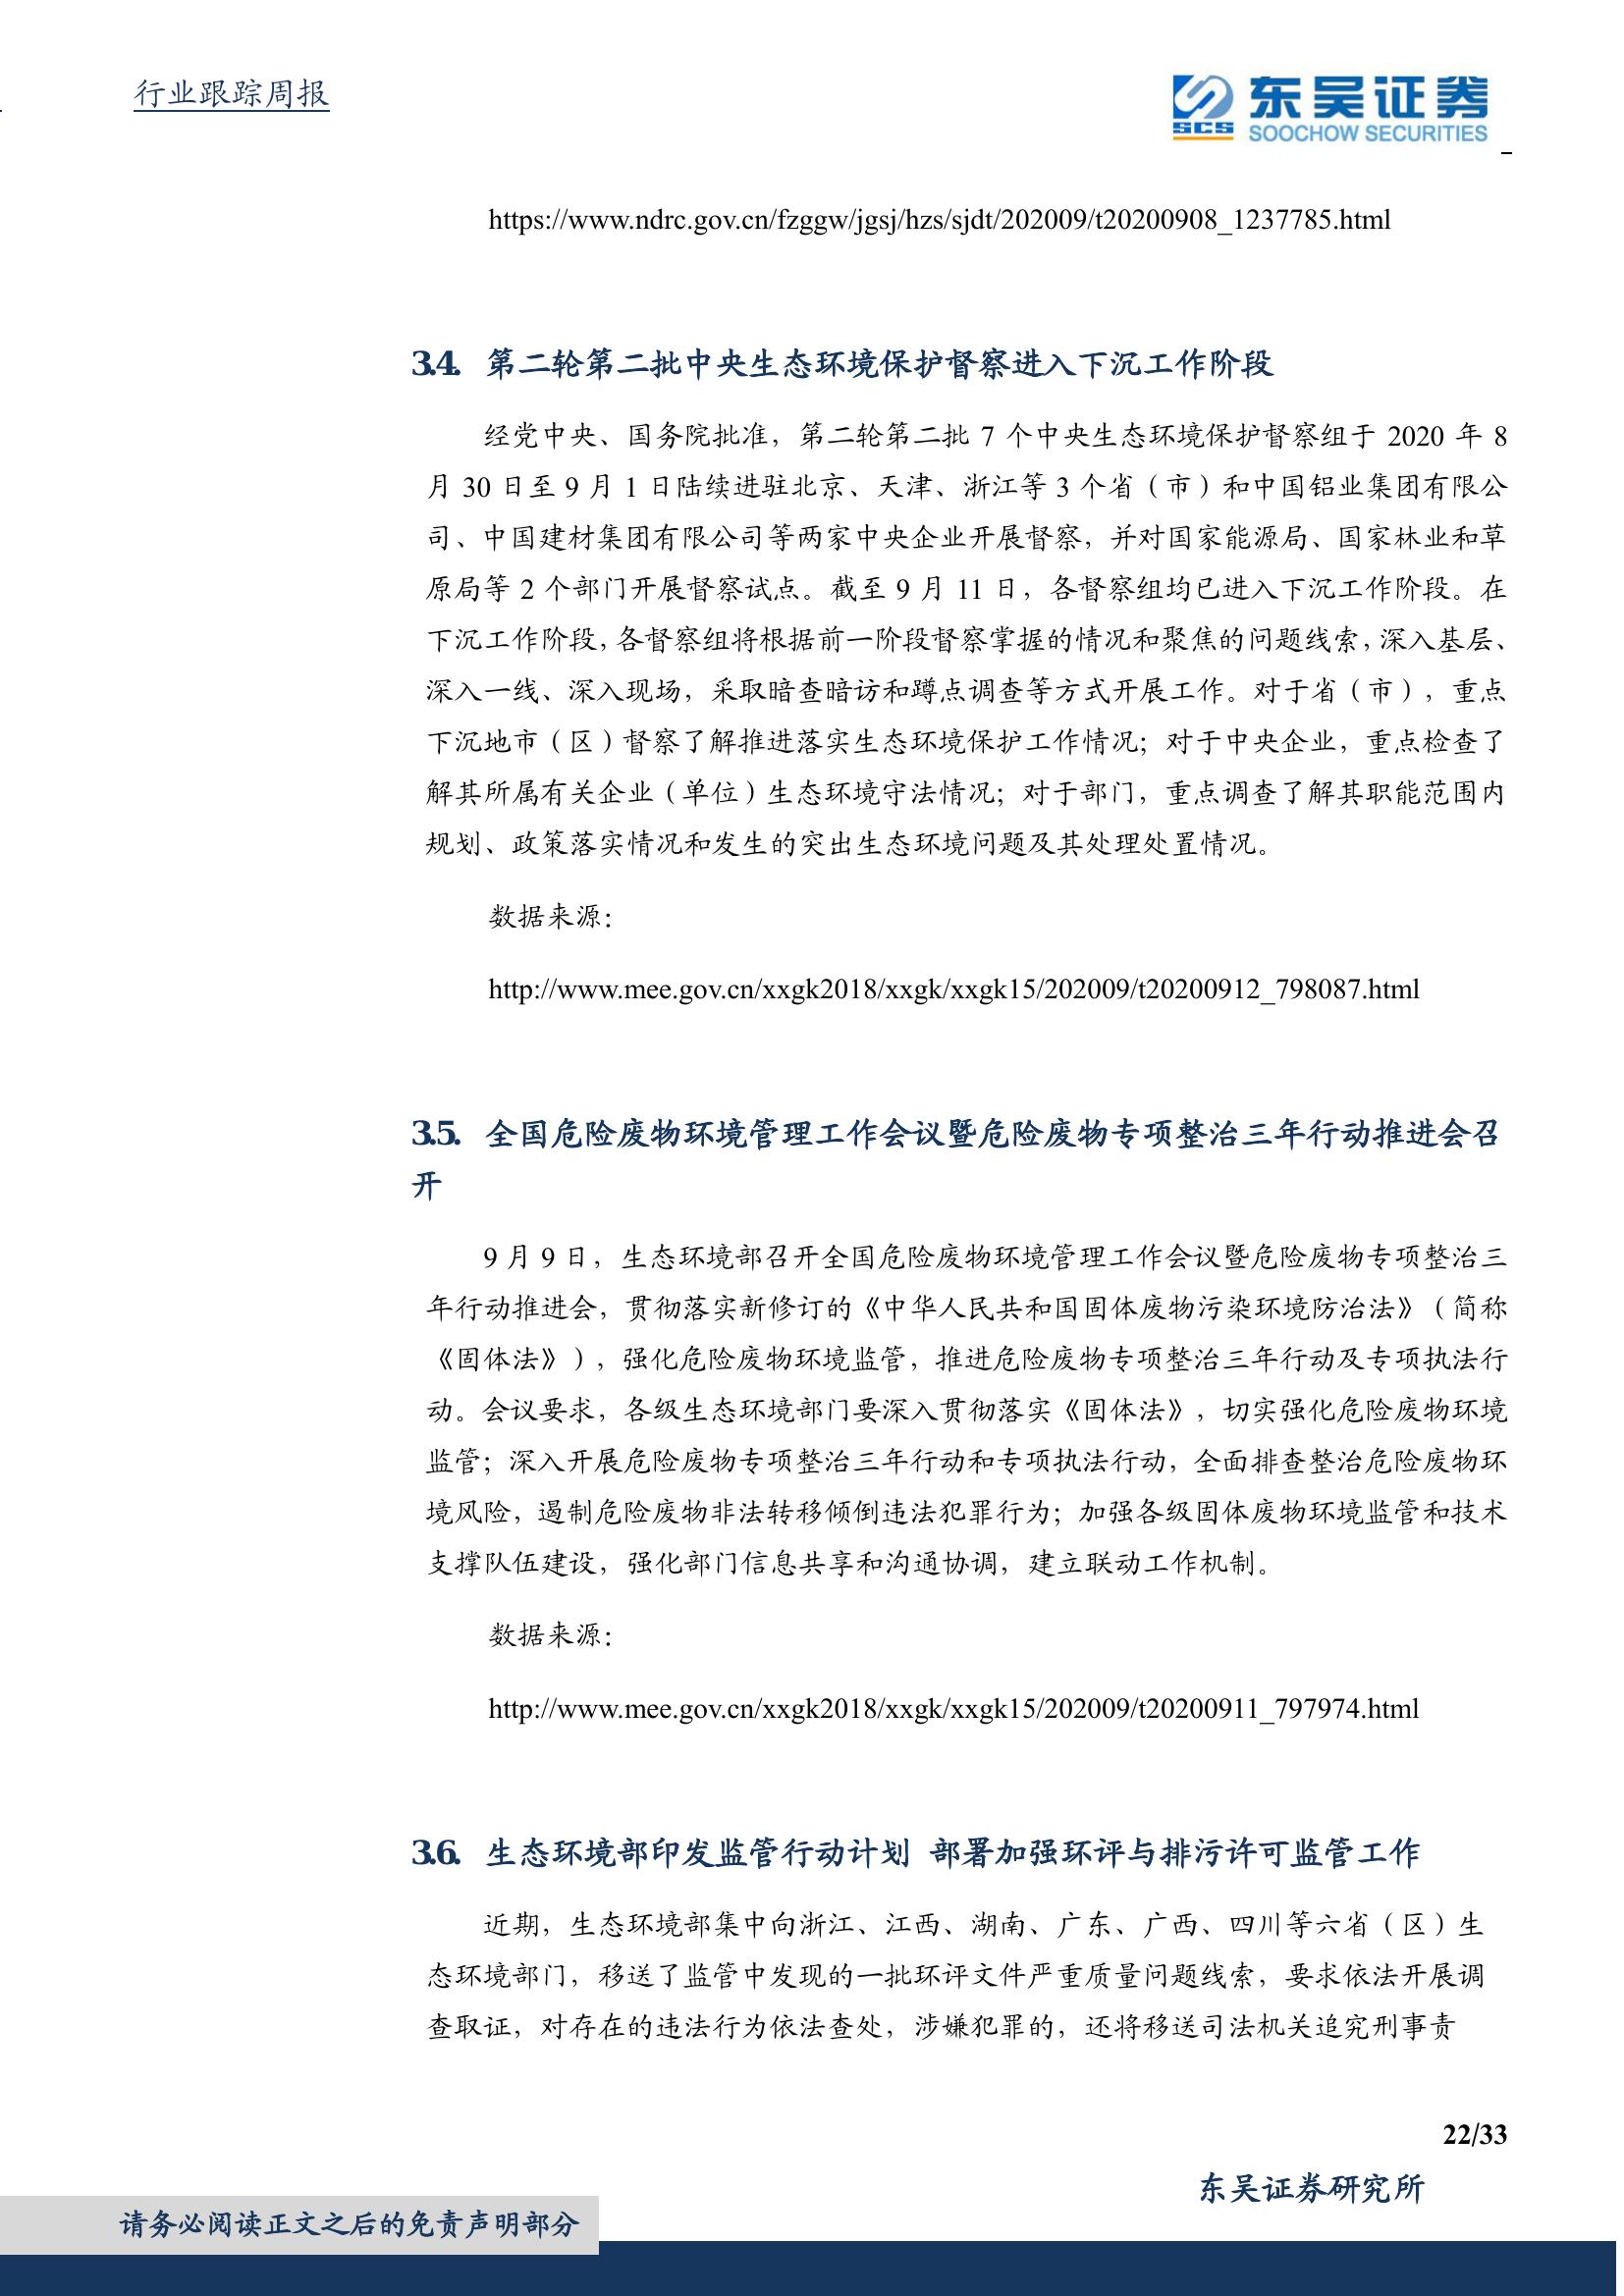 行业跟踪周报
SCS 东吴证券
SOOCHOW SECURITIES
https://www.ndrc.gov.cn/fzggw/jgsj/hzs/sjdt/202009/t20200908_1237785.html
3.4. 第二轮第二批中央生态环境保护督察进入下沉工作阶段
经党中央、国务院批准，第二轮第二批 7 个中央生态环境保护督察组于 2020 年 8
月 30 日至 9 月 1 日陆续进驻北京、天津、浙江等 3 个省（市）和中国铝业集团有限公
司、中国建材集团有限公司等两家中央企业开展督察，并对国家能源局、国家林业和草
原局等 2 个部门开展督察试点。截至 9 月 11 日，各督察组均已进入下沉工作阶段。在
下沉工作阶段，各督察组将根据前一阶段督察掌握的情况和聚焦的问题线索，深入基层、
深入一线、深入现场，采取暗查暗访和蹲点调查等方式开展工作。对于省（市），重点
下沉地市（区）督察了解推进落实生态环境保护工作情况；对于中央企业，重点检查了
解其所属有关企业（单位）生态环境守法情况；对于部门，重点调查了解其职能范围内
规划、政策落实情况和发生的突出生态环境问题及其处理处置情况。
数据来源：
http://www.mee.gov.cn/xxgk2018/xxgk/xxgk15/202009/t20200912_798087.html
3.5. 全国危险废物环境管理工作会议暨危险废物专项整治三年行动推进会召
开
9 月 9 日，生态环境部召开全国危险废物环境管理工作会议暨危险废物专项整治三
年行动推进会，贯彻落实新修订的《中华人民共和国固体废物污染环境防治法》（简称
《固体法》），强化危险废物环境监管，推进危险废物专项整治三年行动及专项执法行
动。会议要求，各级生态环境部门要深入贯彻落实《固体法》，切实强化危险废物环境
监管；深入开展危险废物专项整治三年行动和专项执法行动，全面排查整治危险废物环
境风险，遏制危险废物非法转移倾倒违法犯罪行为；加强各级固体废物环境监管和技术
支撑队伍建设，强化部门信息共享和沟通协调，建立联动工作机制。
数据来源：
http://www.mee.gov.cn/xxgk2018/xxgk/xxgk15/202009/t20200911_797974.html
3.6. 生态环境部印发监管行动计划 部署加强环评与排污许可监管工作
近期，生态环境部集中向浙江、江西、湖南、广东、广西、四川等六省（区）生
态环境部门，移送了监管中发现的一批环评文件严重质量问题线索，要求依法开展调
查取证，对存在的违法行为依法查处，涉嫌犯罪的，还将移送司法机关追究刑事责
22/33
东吴证券研究所
请务必阅读正文之后的免责声明部分